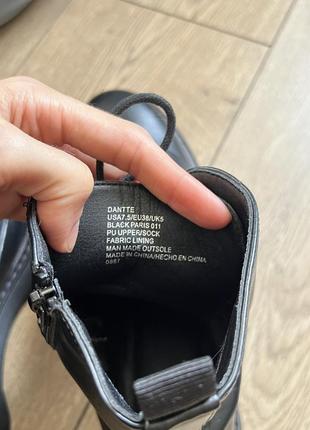 DANTTE
USA7.5/EU38/UK5
BLACK PARIS 011
PU UPPER/SOCK
FABRIC LINING
MAN MADE OUTSOLE
MADE IN CHINA/HECHO EN CHINA